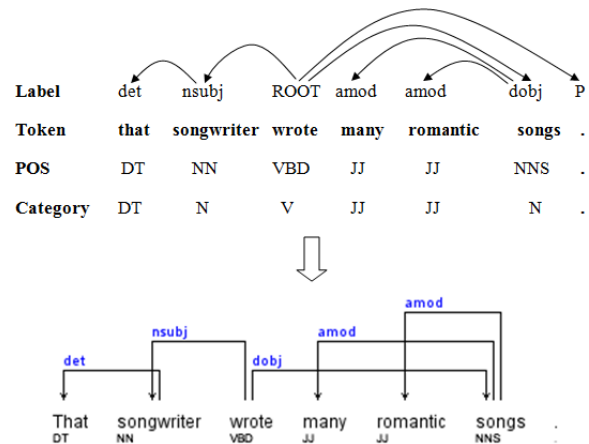 Label det nsubj ROOT amod amod dobj P
Token that songwriter wrote many romantic songs .
POS DT NN VBD JJ JJ NNS .
Category DT N V JJ JJ N .
amod
nsubj amod
det dobj
That songwriter wrote many romantic songs .
DT NN VBD JJ JJ NNS .